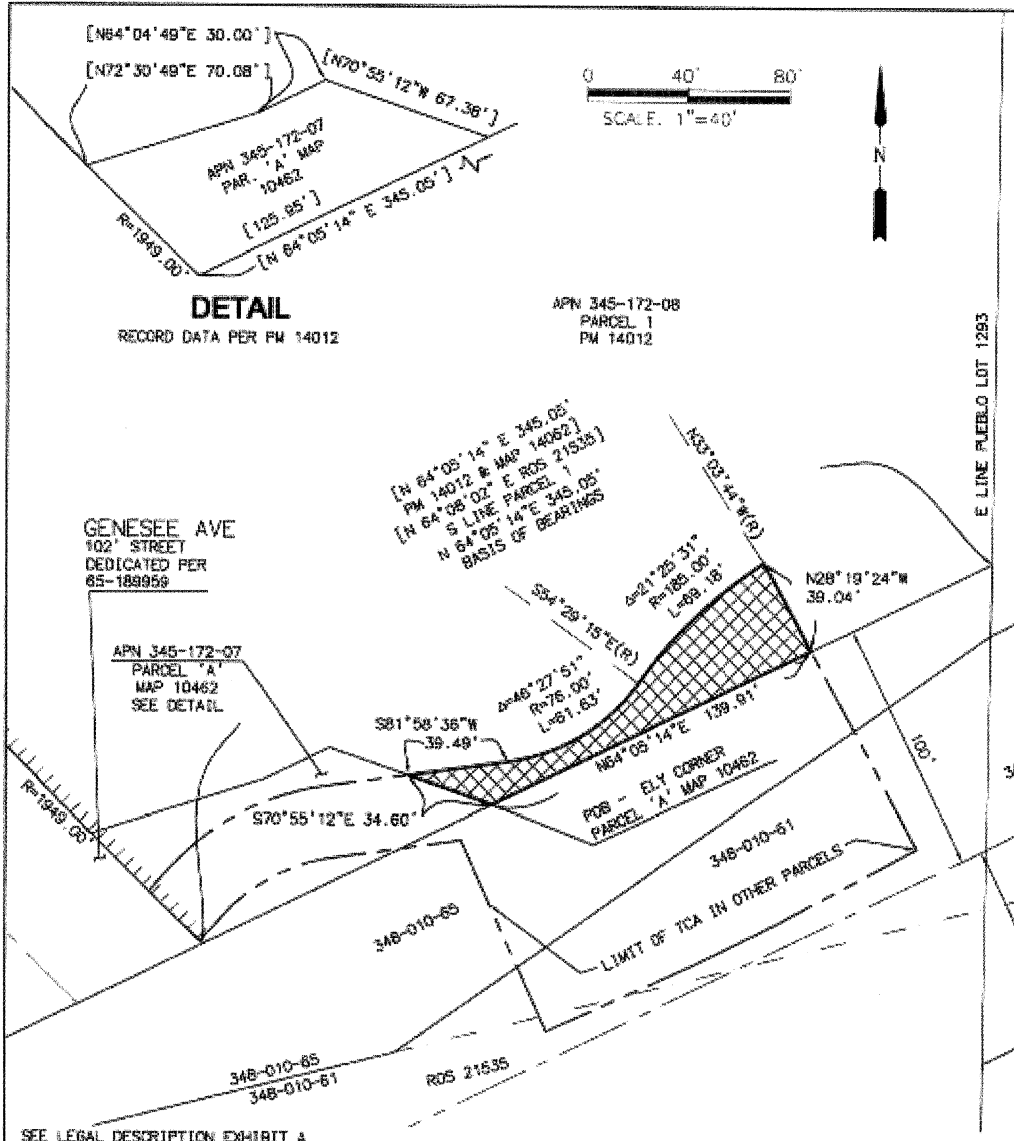 [N64°04'49"E 30.00']
[N72°30'49"E 70.08']
[N70°55'12"W 67.36']
APN 345-172-07
PAR. 'A' MAP
10462
[125.95']
[N 64°05'14" E 345.05']
R=1949.00'
DETAIL
RECORD DATA PER PM 14012
0 40' 80'
SCALE: 1"=40'
N
APN 345-172-08
PARCEL 1
PM 14012
E LINE PUEBLO LOT 1293
[N 64°05'14" E 345.05'
PM 14012 & MAP 14062]
[N 64°08'02" E ROS 21535]
S LINE PARCEL 1
N 64°05'14"E 345.05'
BASIS OF BEARINGS
N33°03'44"W(R)
GENESEE AVE
102' STREET
DEDICATED PER
65-189959
S54°29'15"E(R)
Δ=21°25'31"
R=185.00'
L=69.18'
N28°19'24"W
39.04'
APN 345-172-07
PARCEL 'A'
MAP 10462
SEE DETAIL
Δ=46°27'51"
R=76.00'
L=61.63'
S81°58'36"W
39.49'
N64°05'14"E 139.91'
100'
R=1949.00'
S70°55'12"E 34.60'
POB - ELY CORNER
PARCEL 'A' MAP 10462
348-010-61
348-010-65
LIMIT OF TCA IN OTHER PARCELS
348-010-65
348-010-61
ROS 21535
SEE LEGAL DESCRIPTION EXHIBIT A